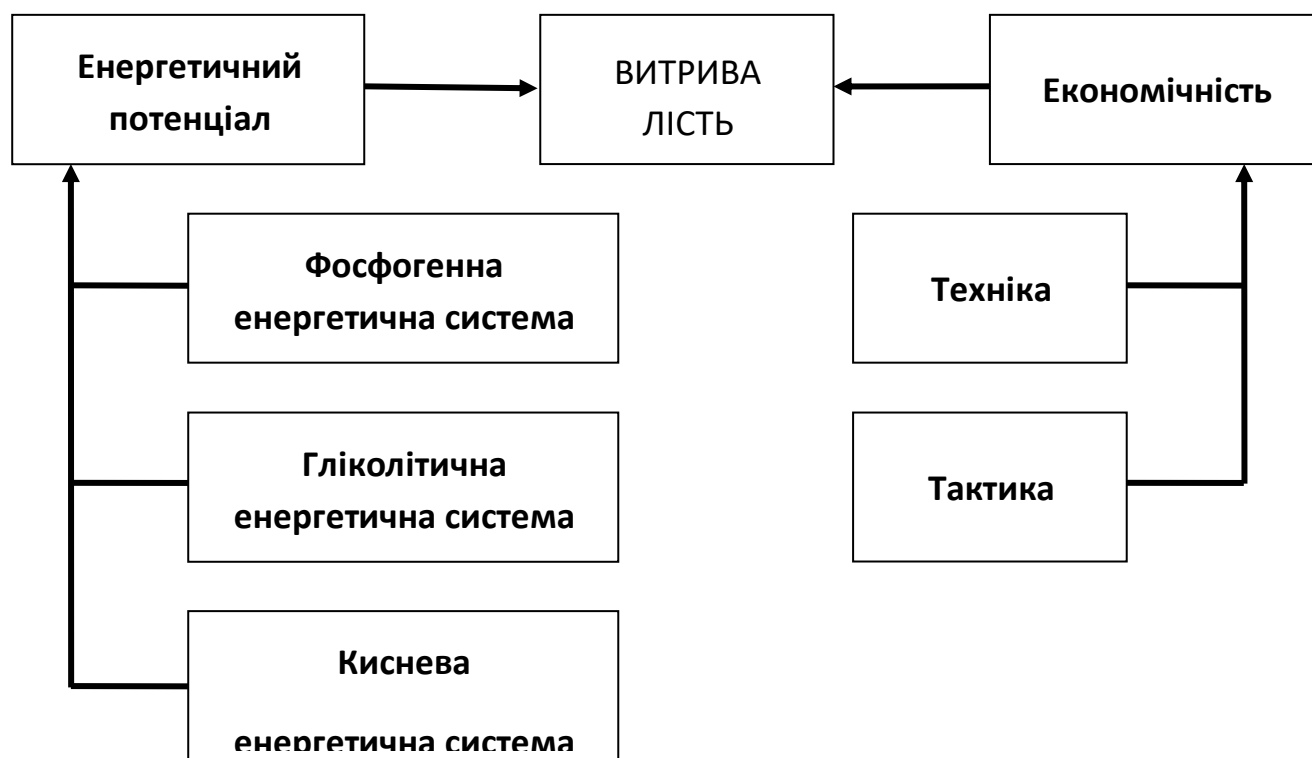 Енергетичний
потенціал
ВИТРИВА
ЛІСТЬ
Економічність
Фосфогенна
енергетична система
Техніка
Гліколітична
енергетична система
Тактика
Киснева
енергетична система